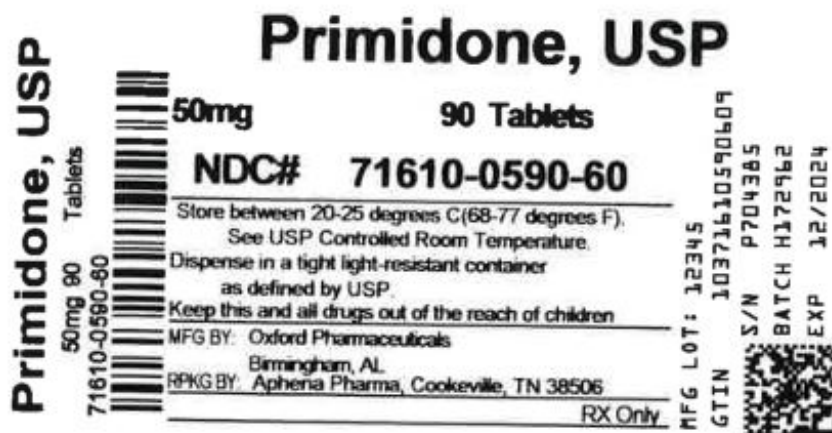 Primidone, USP
50mg 90 Tablets
71610-0590-60
Primidone, USP
50mg 90 Tablets
NDC# 71610-0590-60
Store between 20-25 degrees C(68-77 degrees F).
See USP Controlled Room Temperature.
Dispense in a tight light-resistant container
as defined by USP.
Keep this and all drugs out of the reach of children
MFG BY: Oxford Pharmaceuticals
Birmingham, AL
RPKG BY: Aphena Pharma, Cookeville, TN 38506
RX Only
MFG LOT: 12345
GTIN 10371610590609
S/N P704385
BATCH H172962
EXP 12/2024